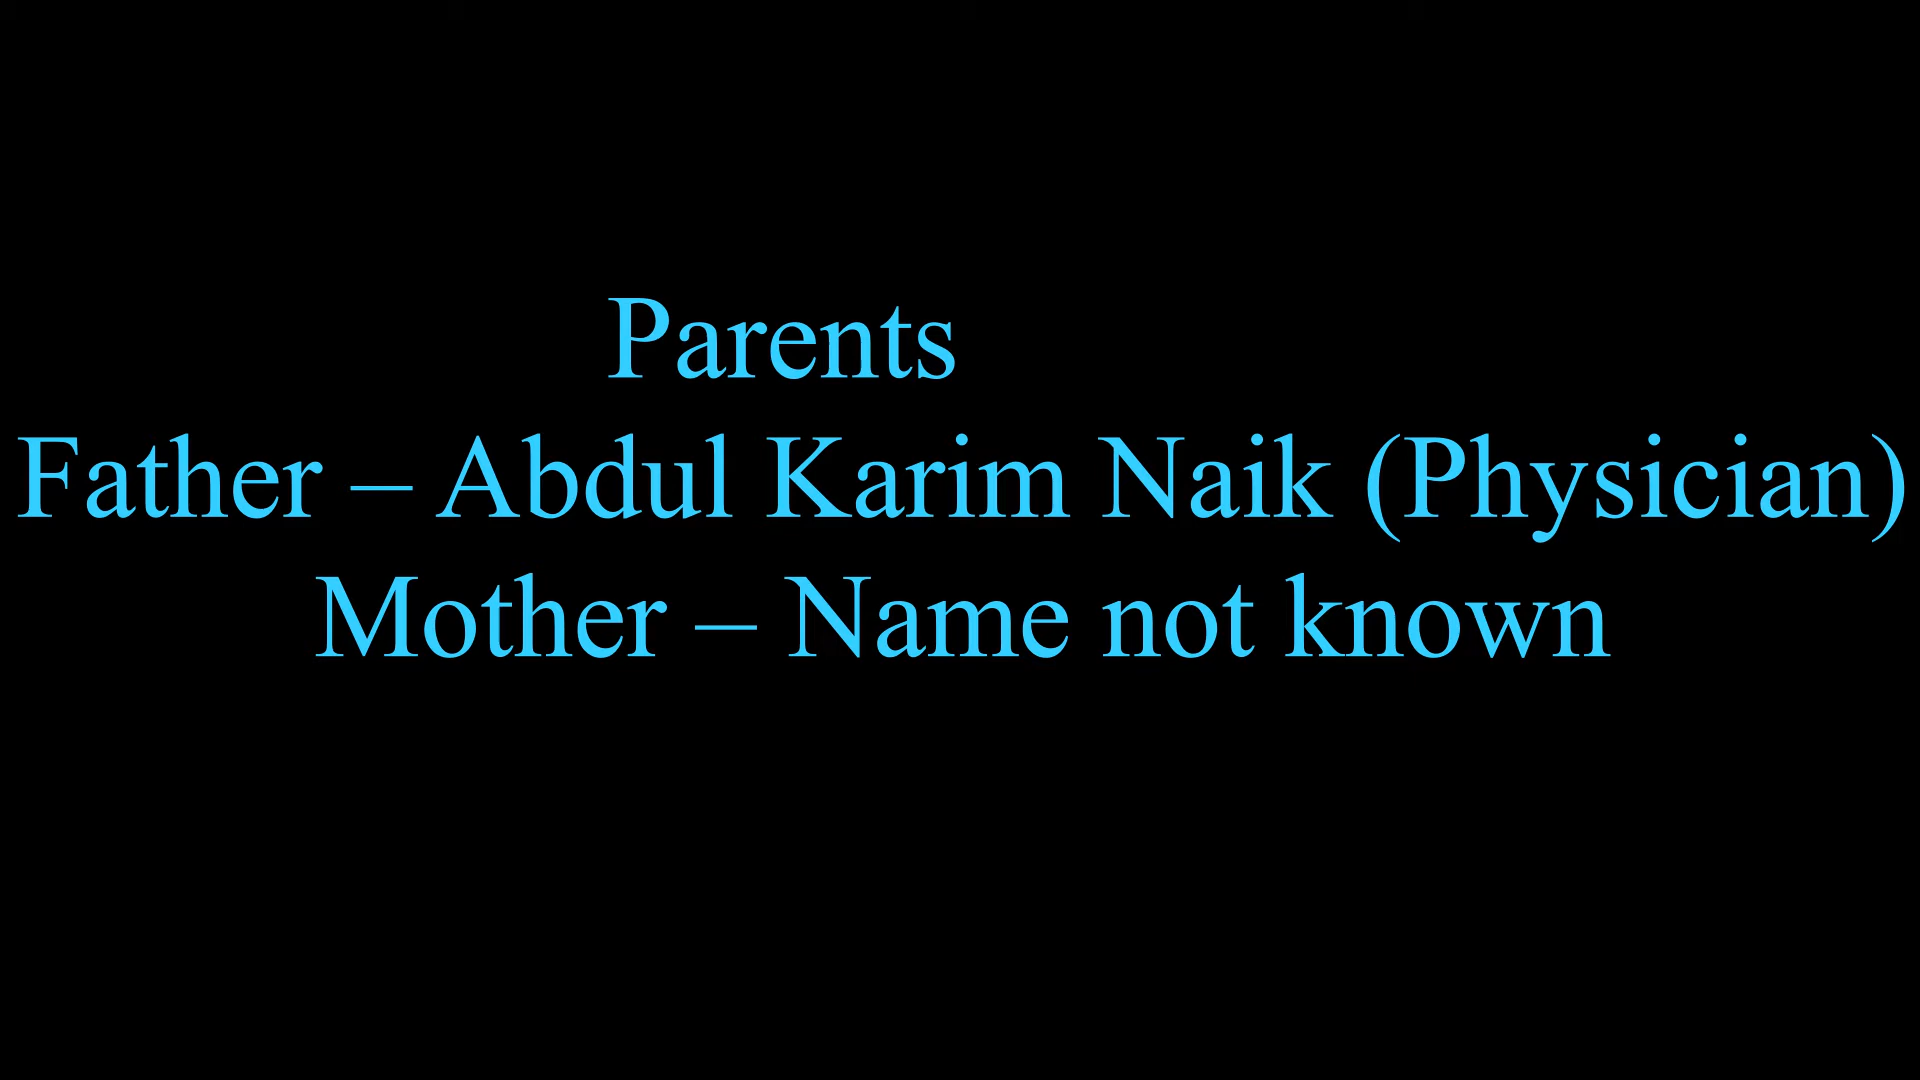 Parents
Father – Abdul Karim Naik (Physician)
Mother – Name not known